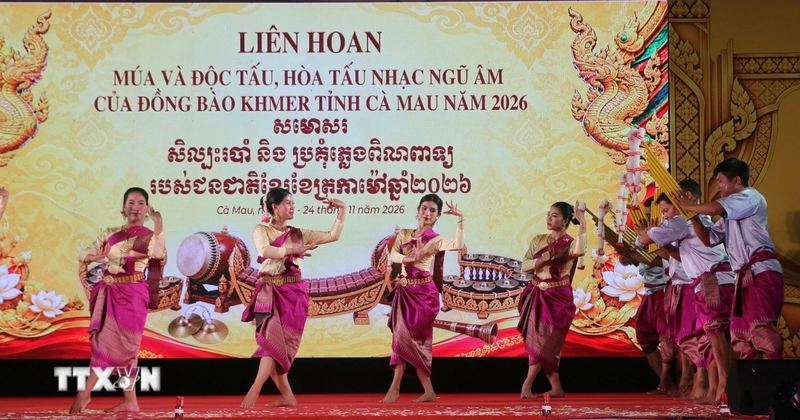 LIÊN HOAN
MÚA VÀ ĐỘC TẤU, HÒA TẤU NHẠC NGŨ ÂM
CỦA ĐỒNG BÀO KHMER TỈNH CÀ MAU NĂM 2026
សមោសរ
សិល្បះរបាំ និង ប្រគុំភ្លេងពិណពាទ្យ
របស់ជនជាតិខ្មែរខែត្រកាម៉ៅឆ្នាំ២០២៦
Cà Mau, - 24/11 năm 2026
TTXVN